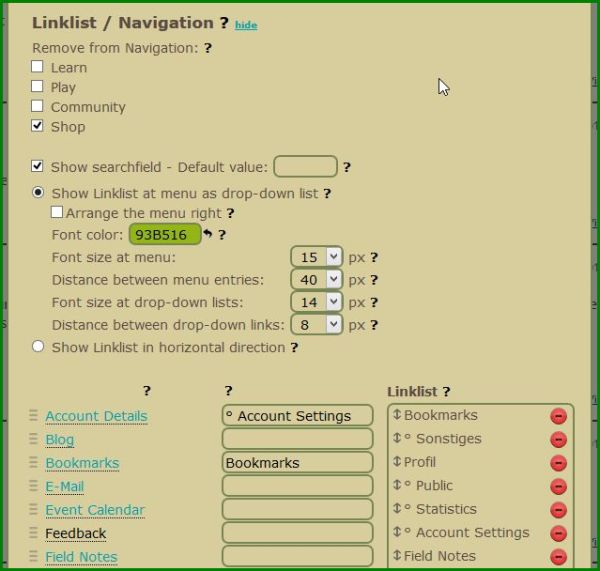 Linklist / Navigation ? hide
Remove from Navigation: ?
Learn
Play
Community
Shop
Show searchfield - Default value: ?
Show Linklist at menu as drop-down list ?
Arrange the menu right ?
Font color: 93B516 ?
Font size at menu: 15 px ?
Distance between menu entries: 40 px ?
Font size at drop-down lists: 14 px ?
Distance between drop-down links: 8 px ?
Show Linklist in horizontal direction ?
? ? Linklist ?
Account Details ° Account Settings Bookmarks
Blog ° Sonstiges
Bookmarks Bookmarks Profil
E-Mail ° Public
Event Calendar ° Statistics
Feedback ° Account Settings
Field Notes Field Notes